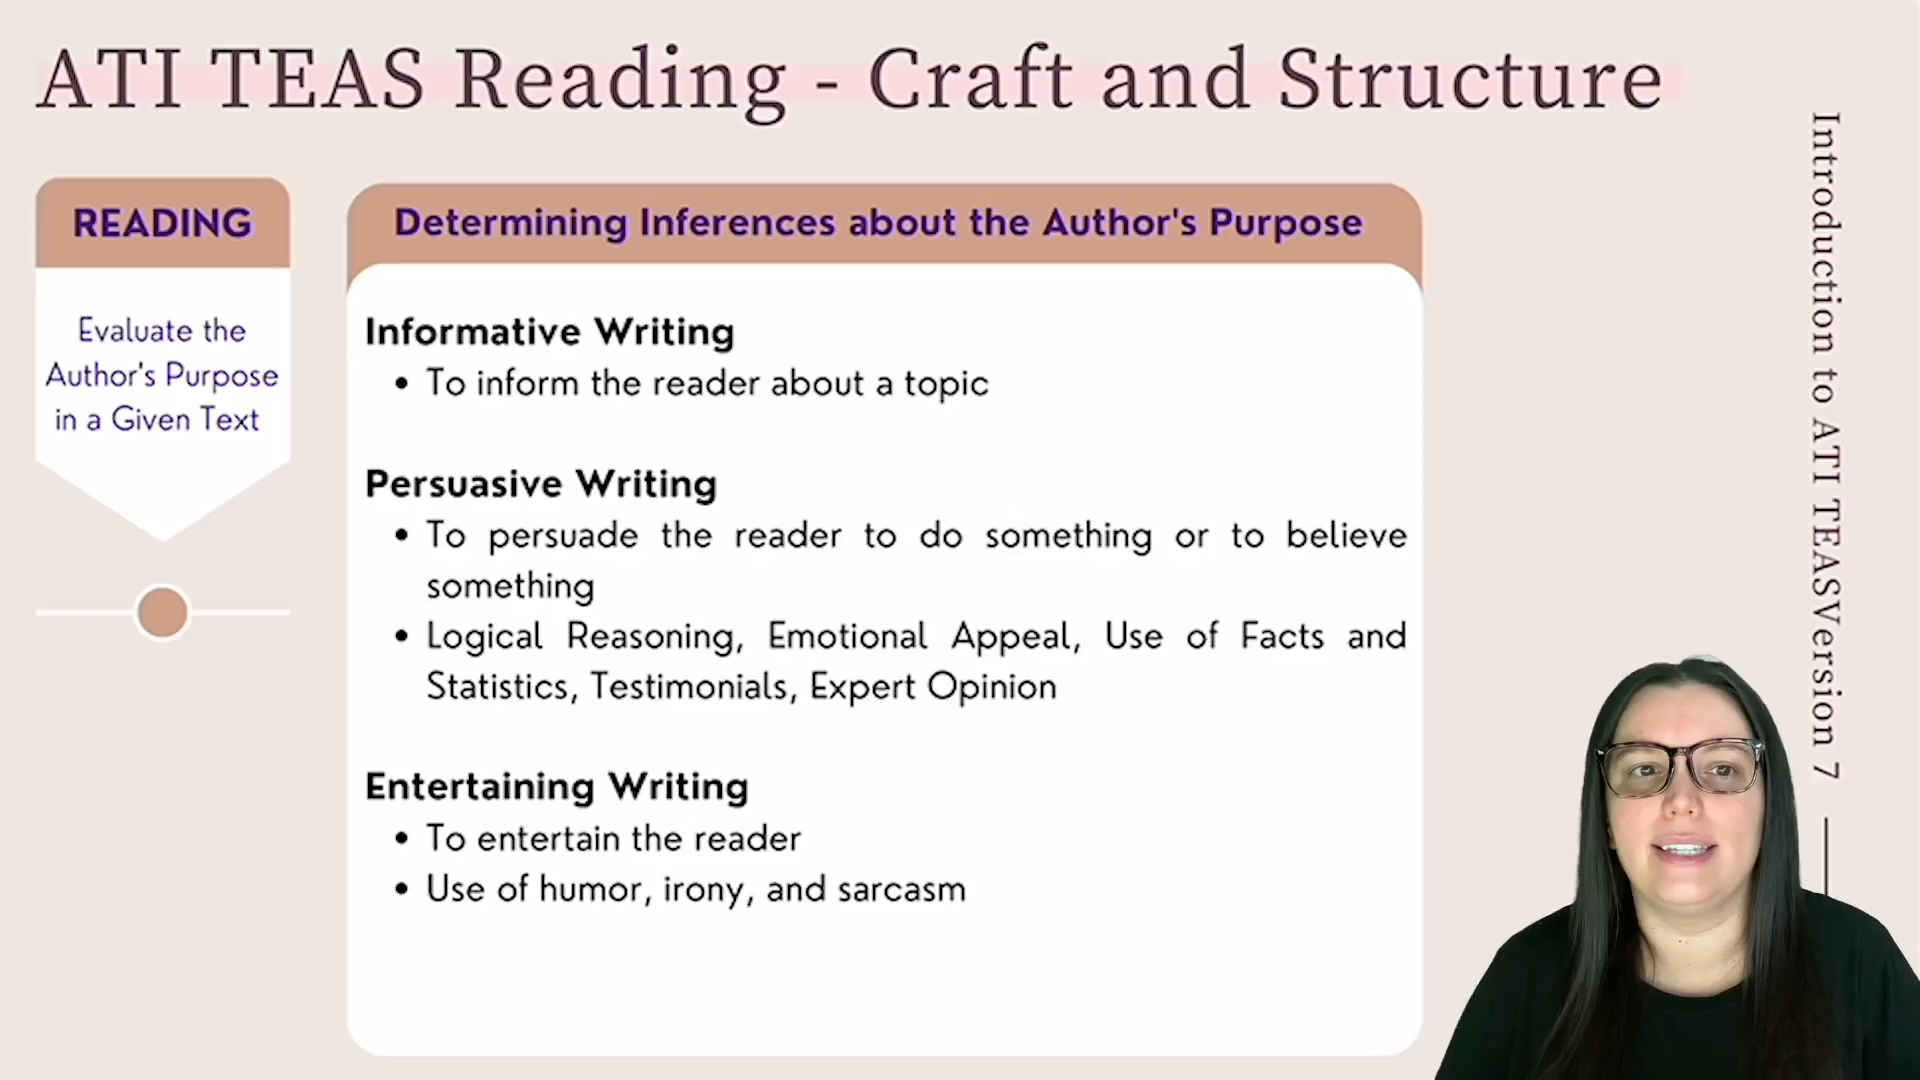 ATI TEAS Reading - Craft and Structure
READING
Evaluate the
Author's Purpose
in a Given Text
Determining Inferences about the Author's Purpose
Informative Writing
• To inform the reader about a topic
Persuasive Writing
• To persuade the reader to do something or to believe
something
• Logical Reasoning, Emotional Appeal, Use of Facts and
Statistics, Testimonials, Expert Opinion
Entertaining Writing
• To entertain the reader
• Use of humor, irony, and sarcasm
Introduction to ATI TEASVersion 7